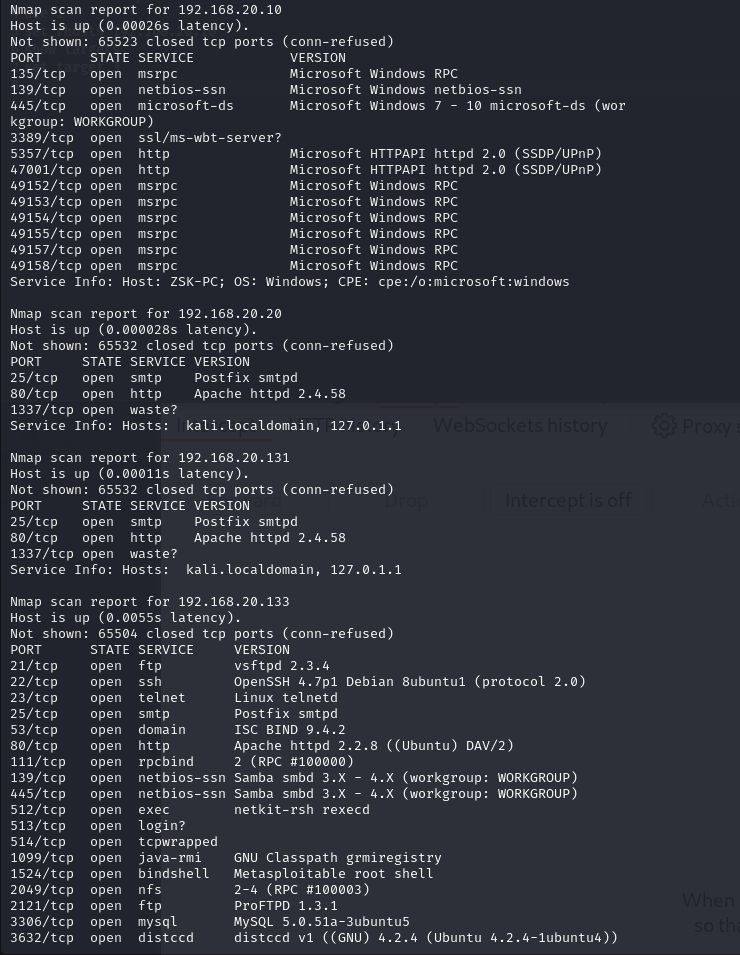 Nmap scan report for 192.168.20.10
Host is up (0.00026s latency).
Not shown: 65523 closed tcp ports (conn-refused)
PORT      STATE SERVICE            VERSION
135/tcp   open  msrpc              Microsoft Windows RPC
139/tcp   open  netbios-ssn        Microsoft Windows netbios-ssn
445/tcp   open  microsoft-ds       Microsoft Windows 7 - 10 microsoft-ds (wor
kgroup: WORKGROUP)
3389/tcp  open  ssl/ms-wbt-server?
5357/tcp  open  http               Microsoft HTTPAPI httpd 2.0 (SSDP/UPnP)
47001/tcp open  http               Microsoft HTTPAPI httpd 2.0 (SSDP/UPnP)
49152/tcp open  msrpc              Microsoft Windows RPC
49153/tcp open  msrpc              Microsoft Windows RPC
49154/tcp open  msrpc              Microsoft Windows RPC
49155/tcp open  msrpc              Microsoft Windows RPC
49157/tcp open  msrpc              Microsoft Windows RPC
49158/tcp open  msrpc              Microsoft Windows RPC
Service Info: Host: ZSK-PC; OS: Windows; CPE: cpe:/o:microsoft:windows

Nmap scan report for 192.168.20.20
Host is up (0.000028s latency).
Not shown: 65532 closed tcp ports (conn-refused)
PORT     STATE SERVICE VERSION
25/tcp   open  smtp    Postfix smtpd
80/tcp   open  http    Apache httpd 2.4.58
1337/tcp open  waste?
Service Info: Hosts:  kali.localdomain, 127.0.1.1
WebSockets history
Proxy

Nmap scan report for 192.168.20.131
Host is up (0.00011s latency).
Not shown: 65532 closed tcp ports (conn-refused)
Drop
Intercept is off
PORT     STATE SERVICE VERSION
25/tcp   open  smtp    Postfix smtpd
80/tcp   open  http    Apache httpd 2.4.58
1337/tcp open  waste?
Service Info: Hosts:  kali.localdomain, 127.0.1.1

Nmap scan report for 192.168.20.133
Host is up (0.0055s latency).
Not shown: 65504 closed tcp ports (conn-refused)
PORT      STATE SERVICE     VERSION
21/tcp    open  ftp         vsftpd 2.3.4
22/tcp    open  ssh         OpenSSH 4.7p1 Debian 8ubuntu1 (protocol 2.0)
23/tcp    open  telnet      Linux telnetd
25/tcp    open  smtp        Postfix smtpd
53/tcp    open  domain      ISC BIND 9.4.2
80/tcp    open  http        Apache httpd 2.2.8 ((Ubuntu) DAV/2)
111/tcp   open  rpcbind     2 (RPC #100000)
139/tcp   open  netbios-ssn Samba smbd 3.X - 4.X (workgroup: WORKGROUP)
445/tcp   open  netbios-ssn Samba smbd 3.X - 4.X (workgroup: WORKGROUP)
512/tcp   open  exec        netkit-rsh rexecd
513/tcp   open  login?
514/tcp   open  tcpwrapped
1099/tcp  open  java-rmi    GNU Classpath grmiregistry
1524/tcp  open  bindshell   Metasploitable root shell
2049/tcp  open  nfs         2-4 (RPC #100003)
When
2121/tcp  open  ftp         ProFTPD 1.3.1
3306/tcp  open  mysql       MySQL 5.0.51a-3ubuntu5
so
3632/tcp  open  distccd     distccd v1 ((GNU) 4.2.4 (Ubuntu 4.2.4-1ubuntu4))